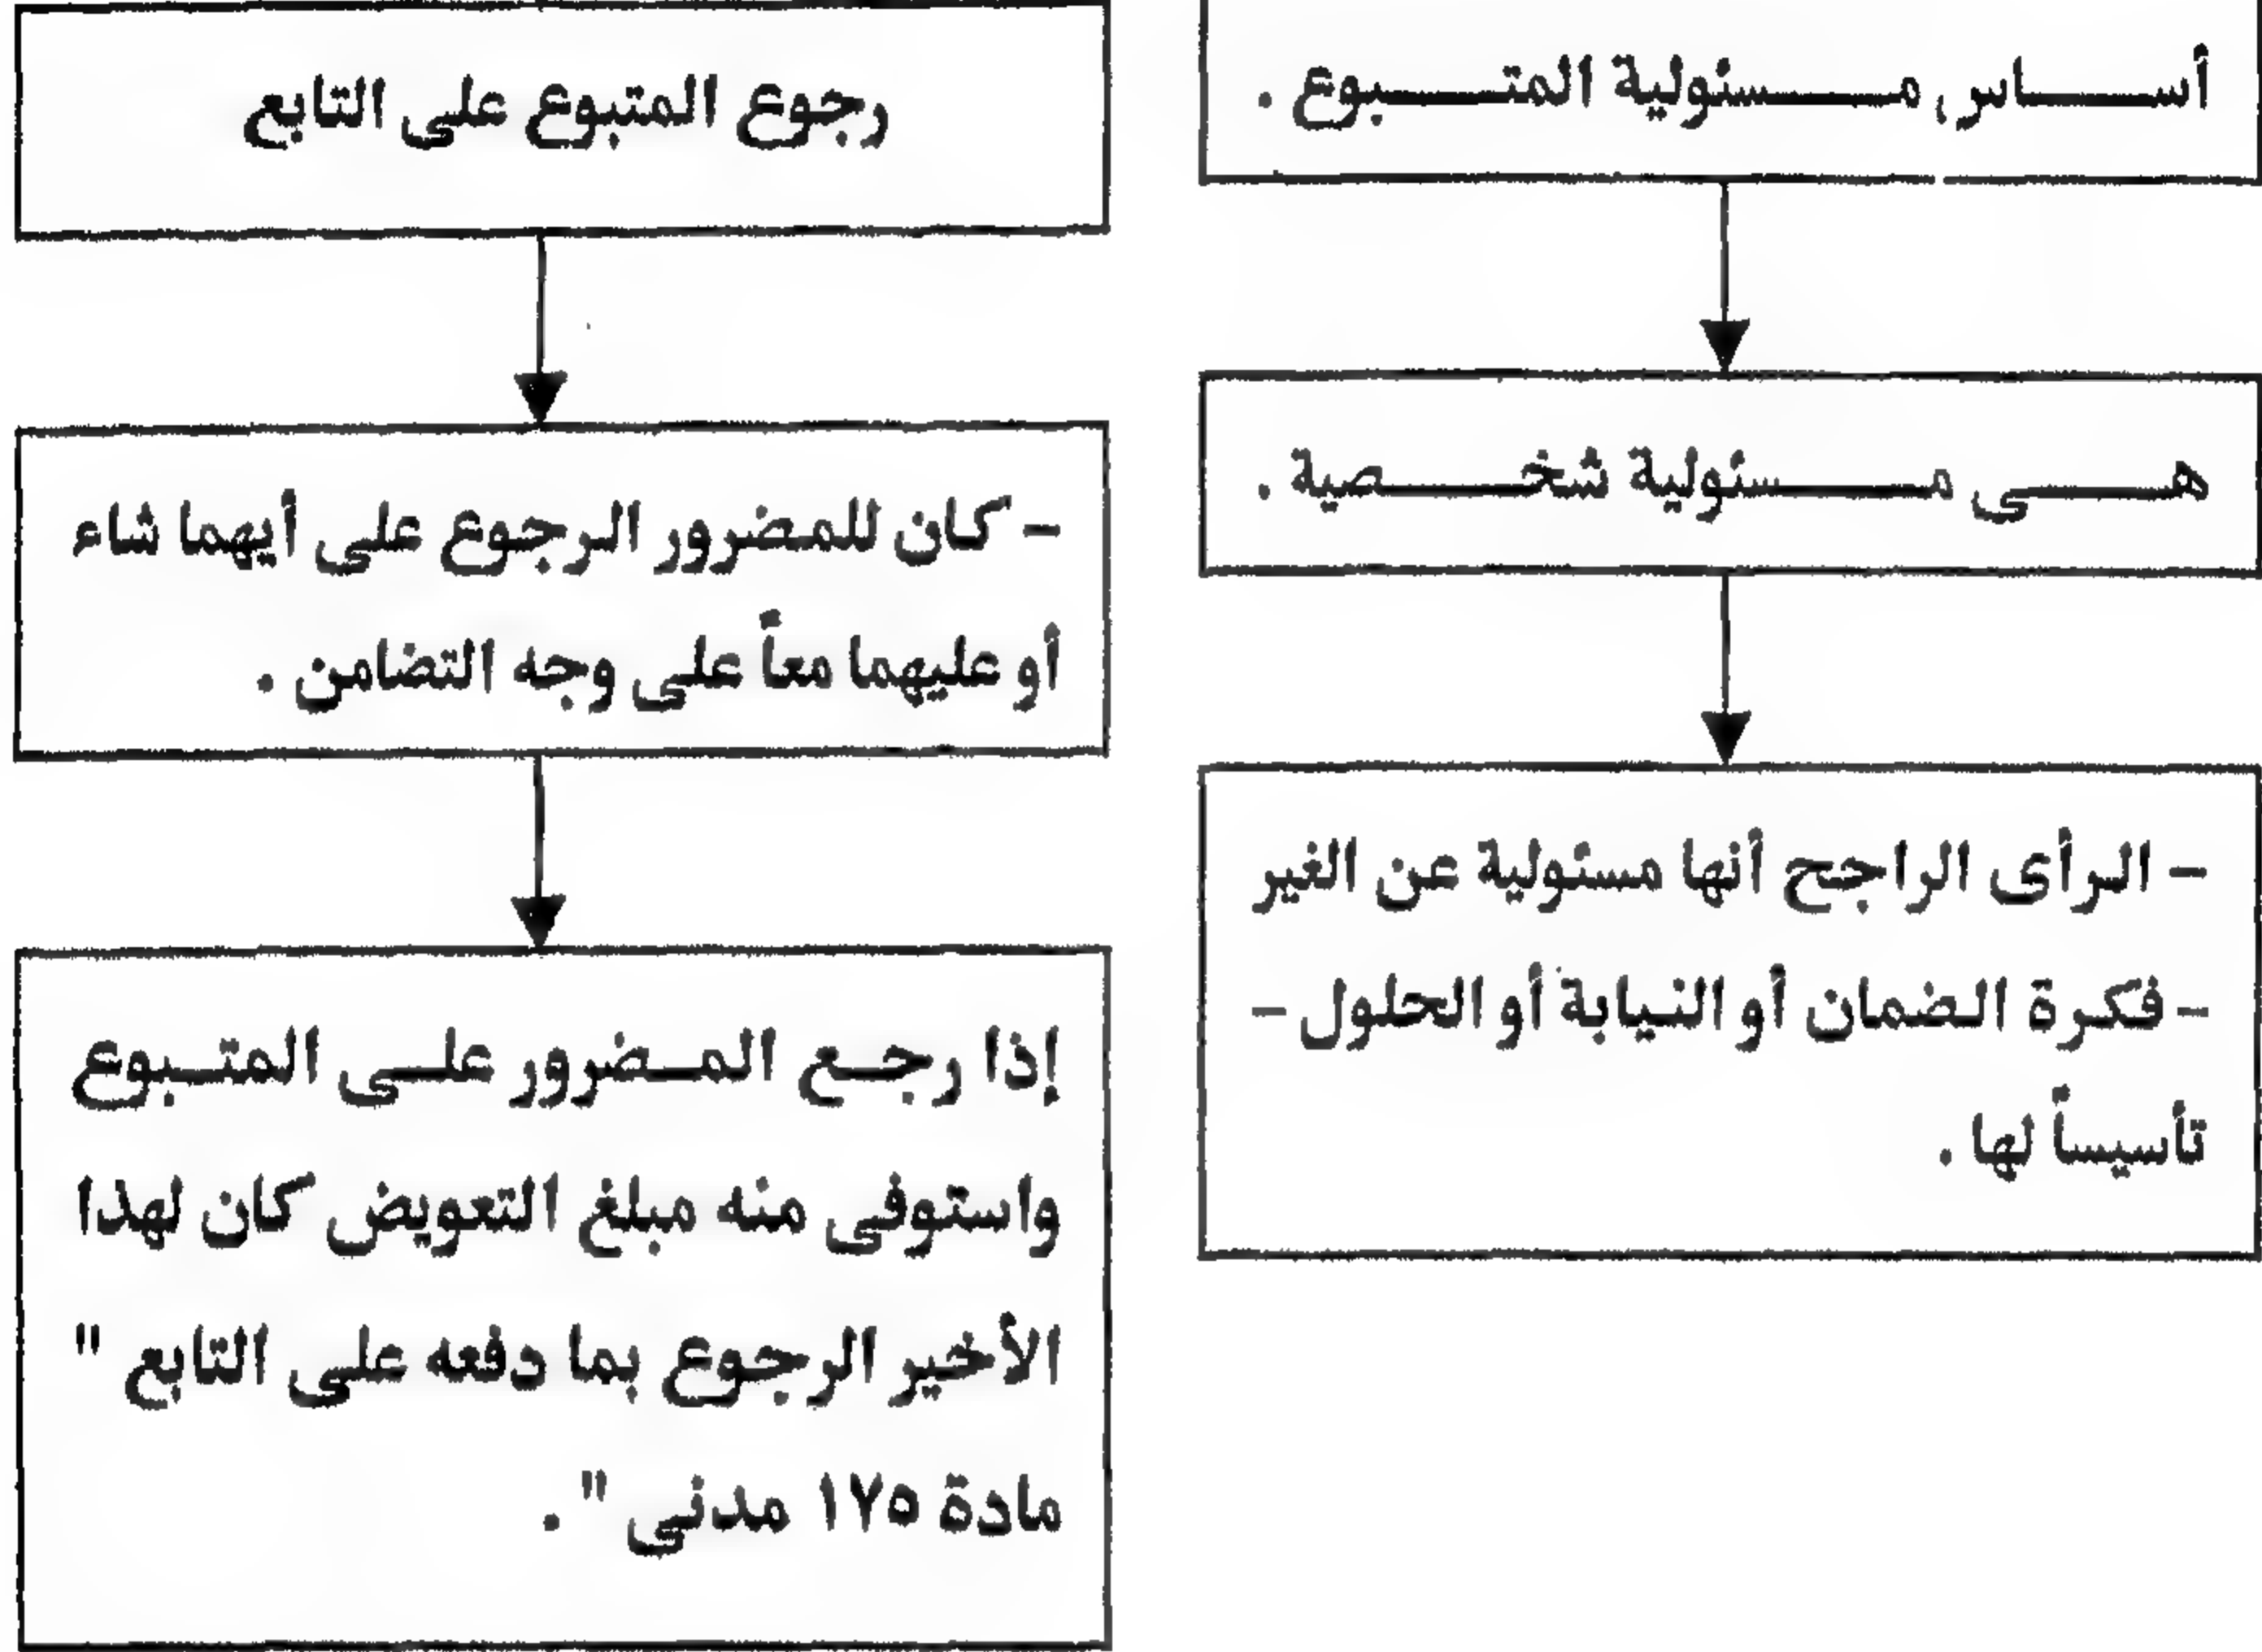 أساس مسئولية المتبوع .
هى مسئولية شخصية .
– الرأى الراجح أنها مسئولية عن الغير
– فكرة الضمان أو النيابة أو الحلول –
تأسيساً لها .
رجوع المتبوع على التابع
– كان للمضرور الرجوع على أيهما شاء
أو عليهما معاً على وجه التضامن .
إذا رجع المضرور على المتبوع
واستوفى منه مبلغ التعويض كان لهذا
الأخير الرجوع بما دفعه على التابع "
مادة ١٧٥ مدنى " .